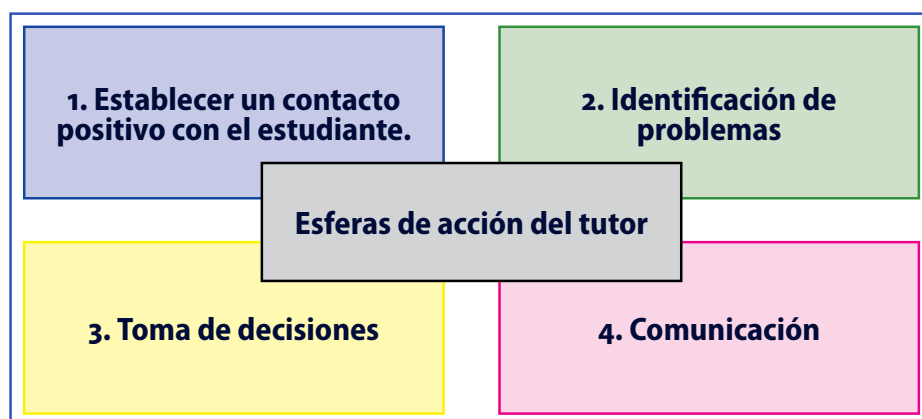 1. Establecer un contacto
positivo con el estudiante.
2. Identificación de
problemas
Esferas de acción del tutor
3. Toma de decisiones
4. Comunicación